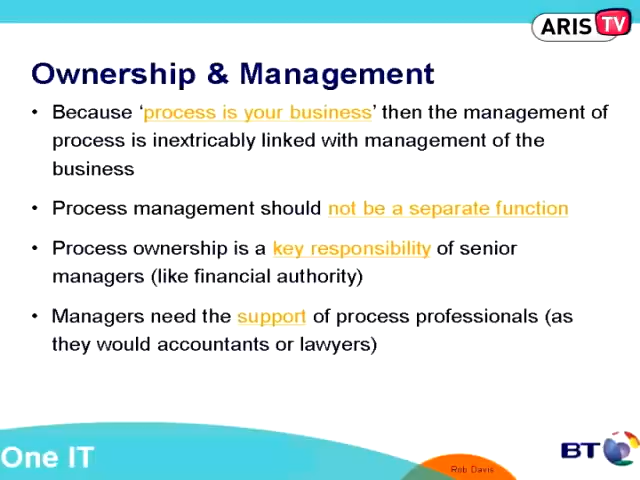 ARIS TV
Ownership & Management
• Because ‘process is your business’ then the management of
process is inextricably linked with management of the
business
• Process management should not be a separate function
• Process ownership is a key responsibility of senior
managers (like financial authority)
• Managers need the support of process professionals (as
they would accountants or lawyers)
One IT
Rob Davis
BT